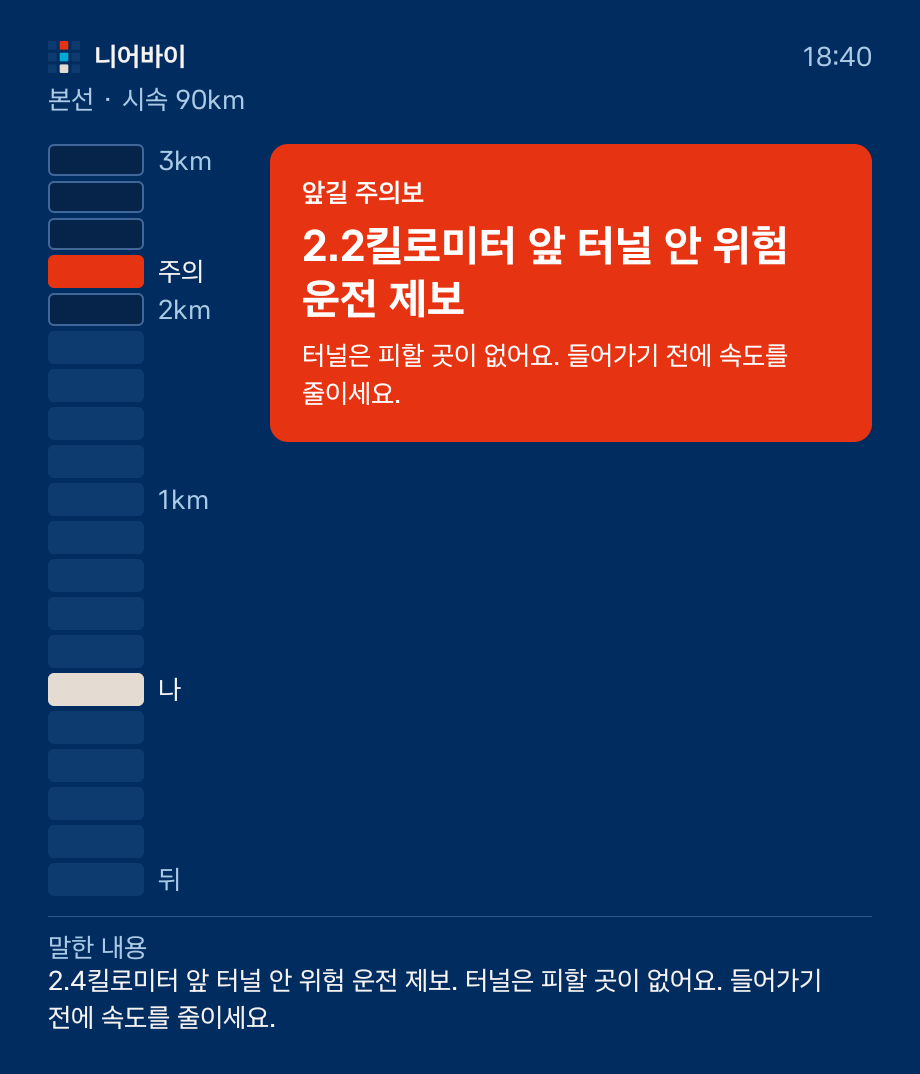 니어바이
18:40
본선 · 시속 90km
3km
앞길 주의보
2.2킬로미터 앞 터널 안 위험
운전 제보
터널은 피할 곳이 없어요. 들어가기 전에 속도를
줄이세요.
주의
2km
1km
나
뒤
말한 내용
2.4킬로미터 앞 터널 안 위험 운전 제보. 터널은 피할 곳이 없어요. 들어가기
전에 속도를 줄이세요.